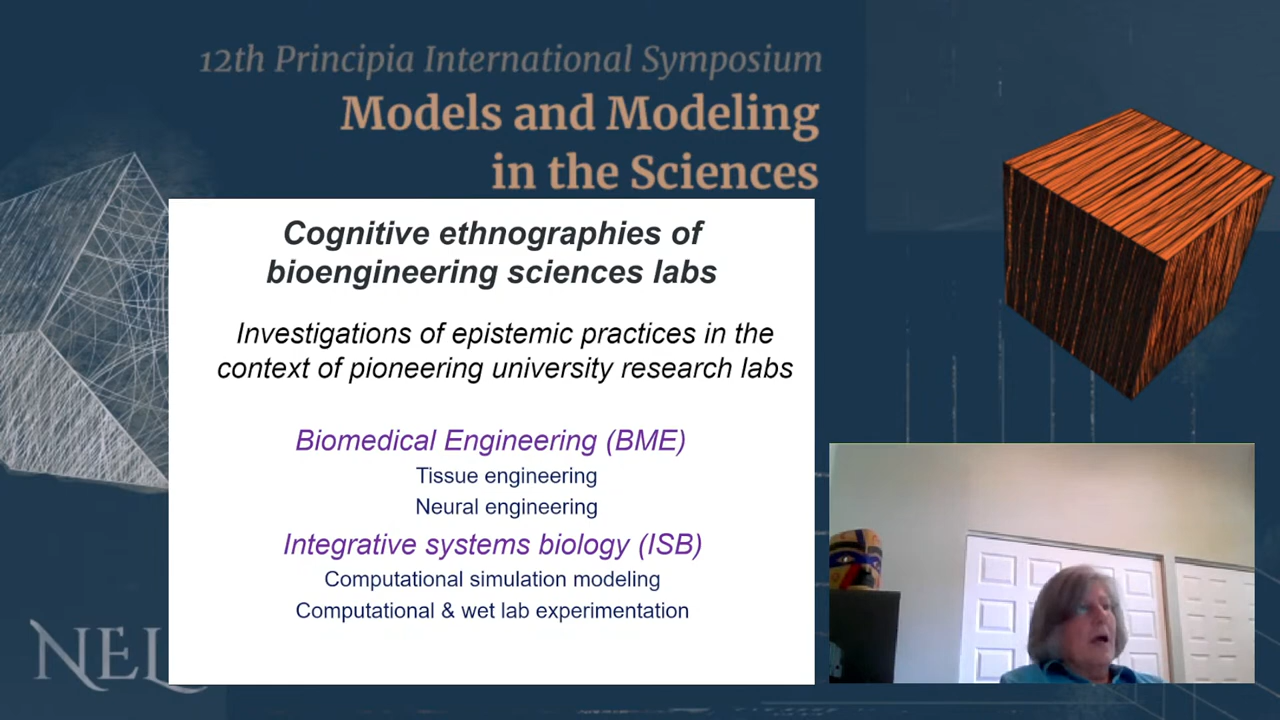 12th Principia International Symposium
Models and Modeling
in the Sciences
Cognitive ethnographies of
bioengineering sciences labs
Investigations of epistemic practices in the
context of pioneering university research labs
Biomedical Engineering (BME)
Tissue engineering
Neural engineering
Integrative systems biology (ISB)
Computational simulation modeling
Computational & wet lab experimentation
NEL